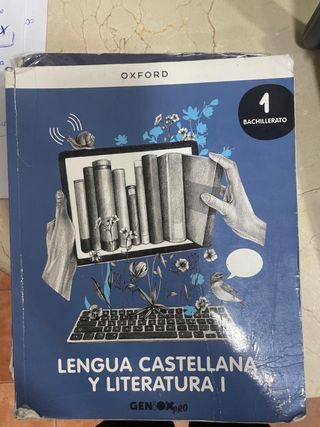 OXFORD
1
BACHILLERATO
LENGUA CASTELLANA
Y LITERATURA I
GENiOX PRO